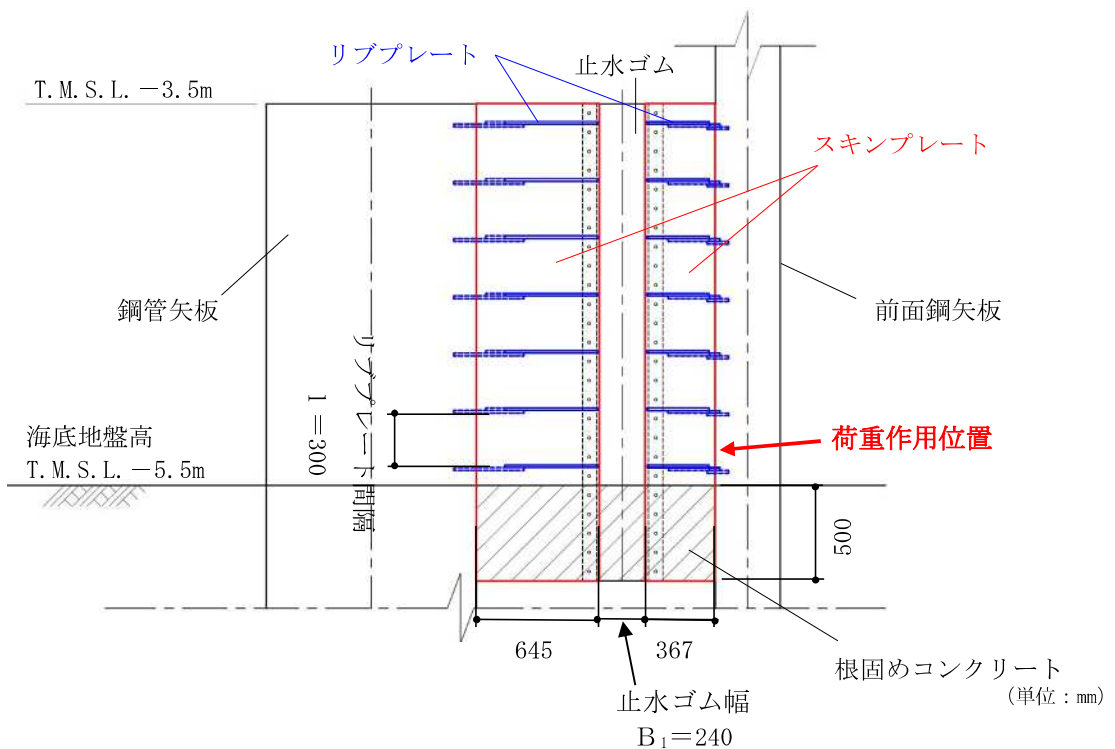 リブプレート
止水ゴム
T.M.S.L.－3.5m
スキンプレート
鋼管矢板
前面鋼矢板
リブプレート間隔
l＝300
海底地盤高
T.M.S.L.－5.5m
荷重作用位置
500
645
367
根固めコンクリート
(単位：mm)
止水ゴム幅
B₁＝240